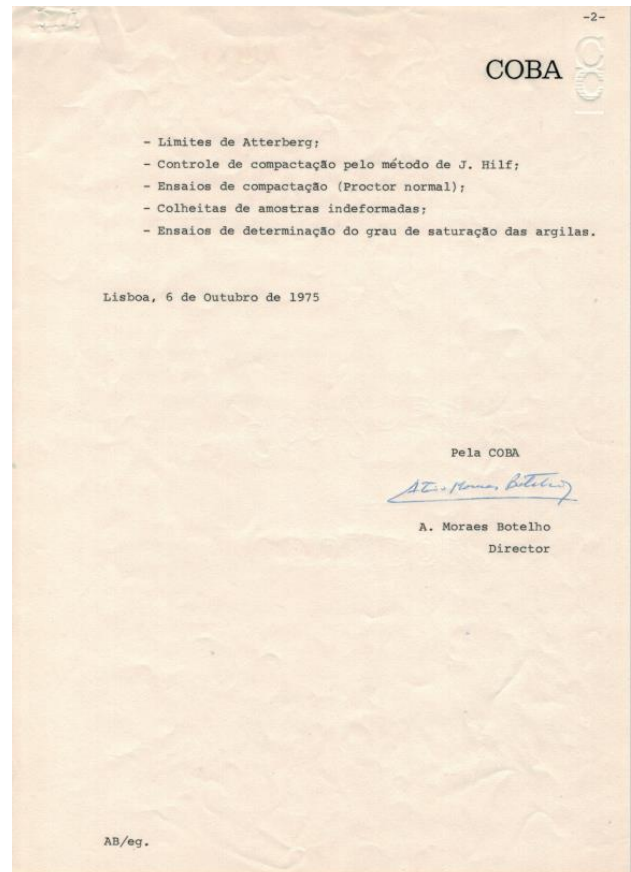 -2-
COBA
- Limites de Atterberg;
- Controle de compactação pelo método de J. Hilf;
- Ensaios de compactação (Proctor normal);
- Colheitas de amostras indeformadas;
- Ensaios de determinação do grau de saturação das argilas.
Lisboa, 6 de Outubro de 1975
Pela COBA
A. Moraes Botelho
Director
AB/eg.